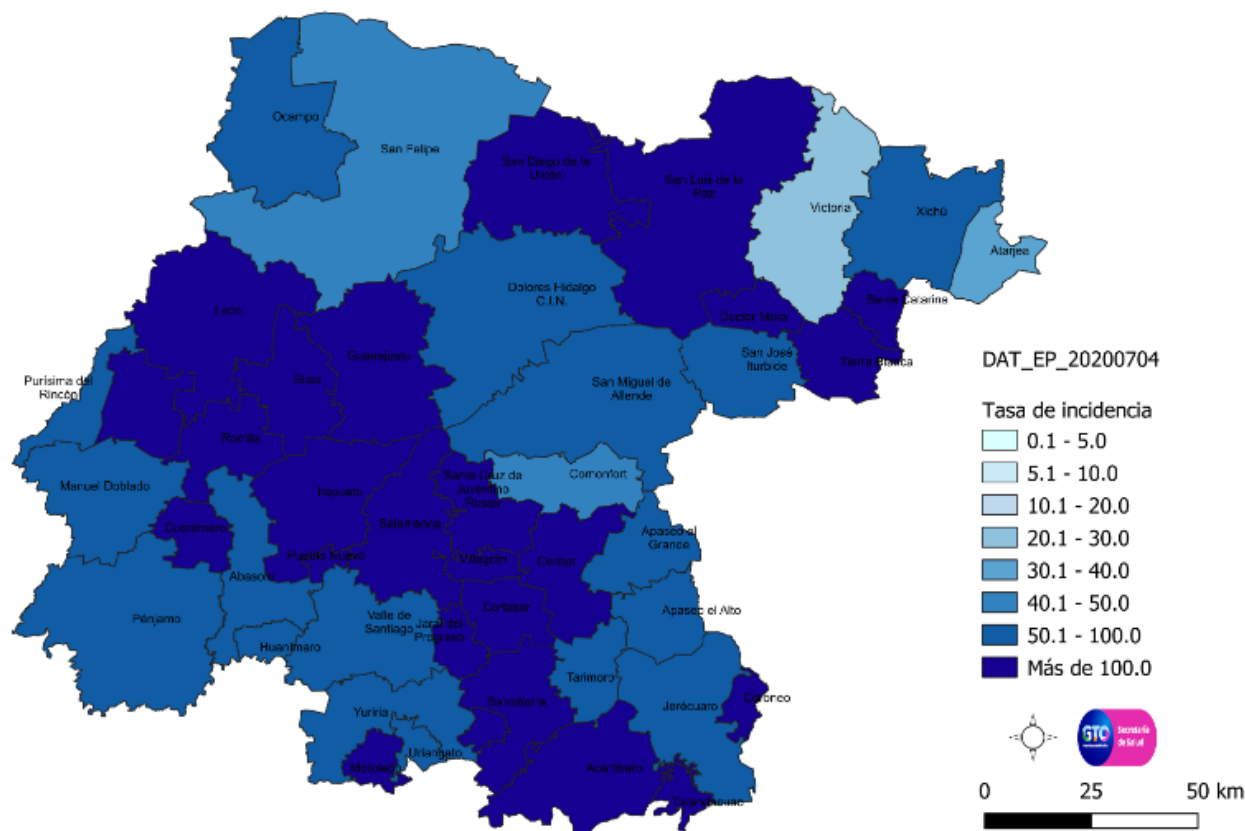 Ocampo
San Felipe
San Diego de la
Unión
San Luis de la
Paz
Victoria
Xichú
Atarjea
Dolores Hidalgo
C.I.N.
León
Santa Catarina
Doctor Mora
Guanajuato
Silao
San José
Iturbide
Tierra Blanca
Purísima del
Rincón
San Miguel de
Allende
Romita
Manuel Doblado
Irapuato
Santa Cruz de
Juventino
Rosas
Comonfort
Cuerámaro
Salamanca
Apaseo el
Grande
Pueblo Nuevo
Villagrán
Celaya
Abasolo
Pénjamo
Valle de
Santiago
Jaral del
Progreso
Cortazar
Apaseo el Alto
Huanímaro
Tarimoro
Salvatierra
Jerécuaro
Coroneo
Yuriria
Uriangato
Moroleón
Acámbaro
Tarandacuao
DAT_EP_20200704
Tasa de incidencia
0.1 - 5.0
5.1 - 10.0
10.1 - 20.0
20.1 - 30.0
30.1 - 40.0
40.1 - 50.0
50.1 - 100.0
Más de 100.0
GTO
Secretaría
de Salud
0 25 50 km